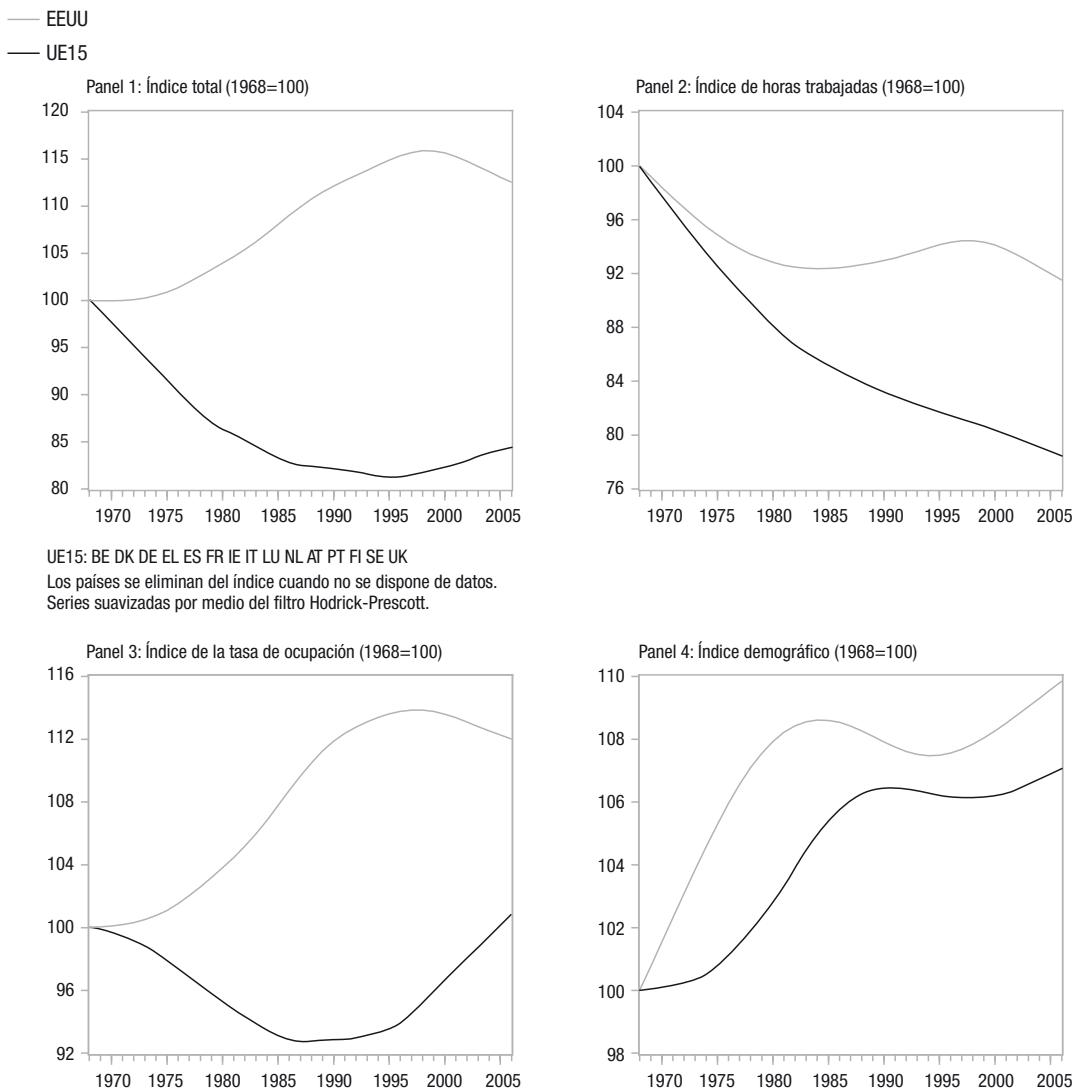 EEUU
UE15
Panel 1: Índice total (1968=100)
120
115
110
105
100
95
90
85
80
1970 1975 1980 1985 1990 1995 2000 2005
Panel 2: Índice de horas trabajadas (1968=100)
104
100
96
92
88
84
80
76
1970 1975 1980 1985 1990 1995 2000 2005
UE15: BE DK DE EL ES FR IE IT LU NL AT PT FI SE UK
Los países se eliminan del índice cuando no se dispone de datos.
Series suavizadas por medio del filtro Hodrick-Prescott.
Panel 3: Índice de la tasa de ocupación (1968=100)
116
112
108
104
100
96
92
1970 1975 1980 1985 1990 1995 2000 2005
Panel 4: Índice demográfico (1968=100)
110
108
106
104
102
100
98
1970 1975 1980 1985 1990 1995 2000 2005